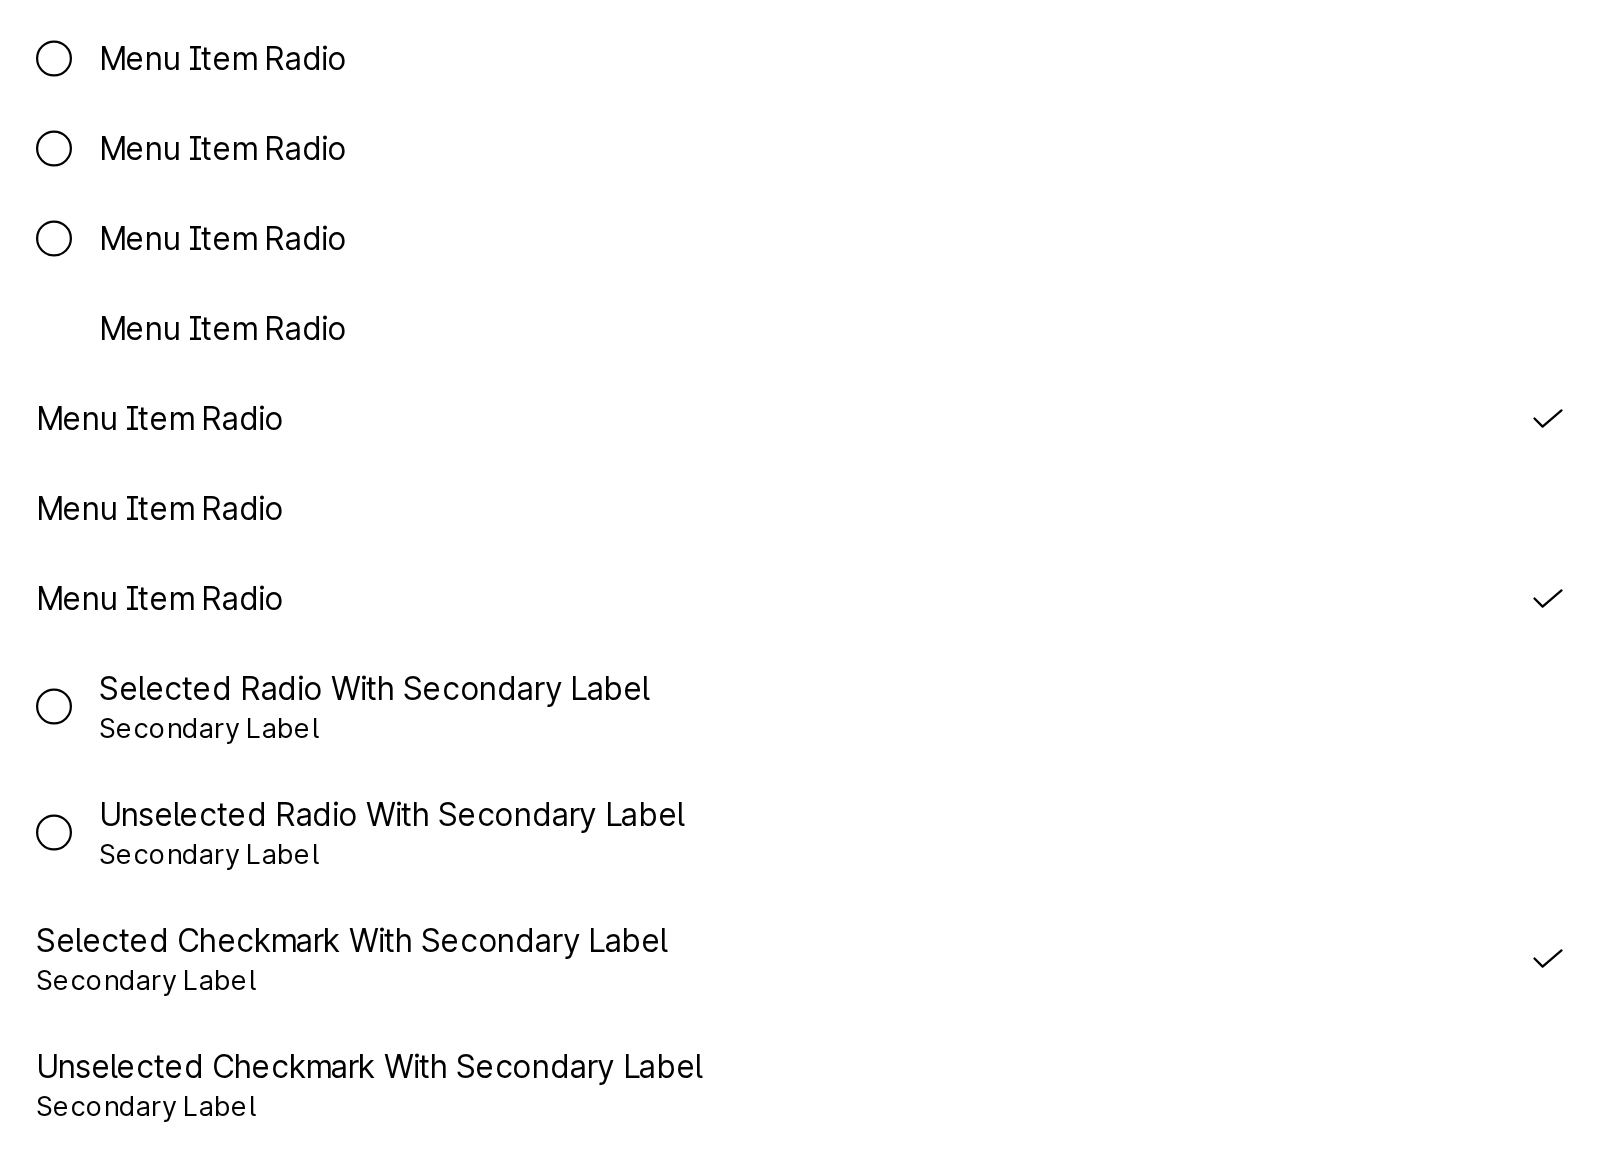 Menu Item Radio
Menu Item Radio
Menu Item Radio
Menu Item Radio
Menu Item Radio
Menu Item Radio
Menu Item Radio
Selected Radio With Secondary Label
Secondary Label
Unselected Radio With Secondary Label
Secondary Label
Selected Checkmark With Secondary Label
Secondary Label
Unselected Checkmark With Secondary Label
Secondary Label